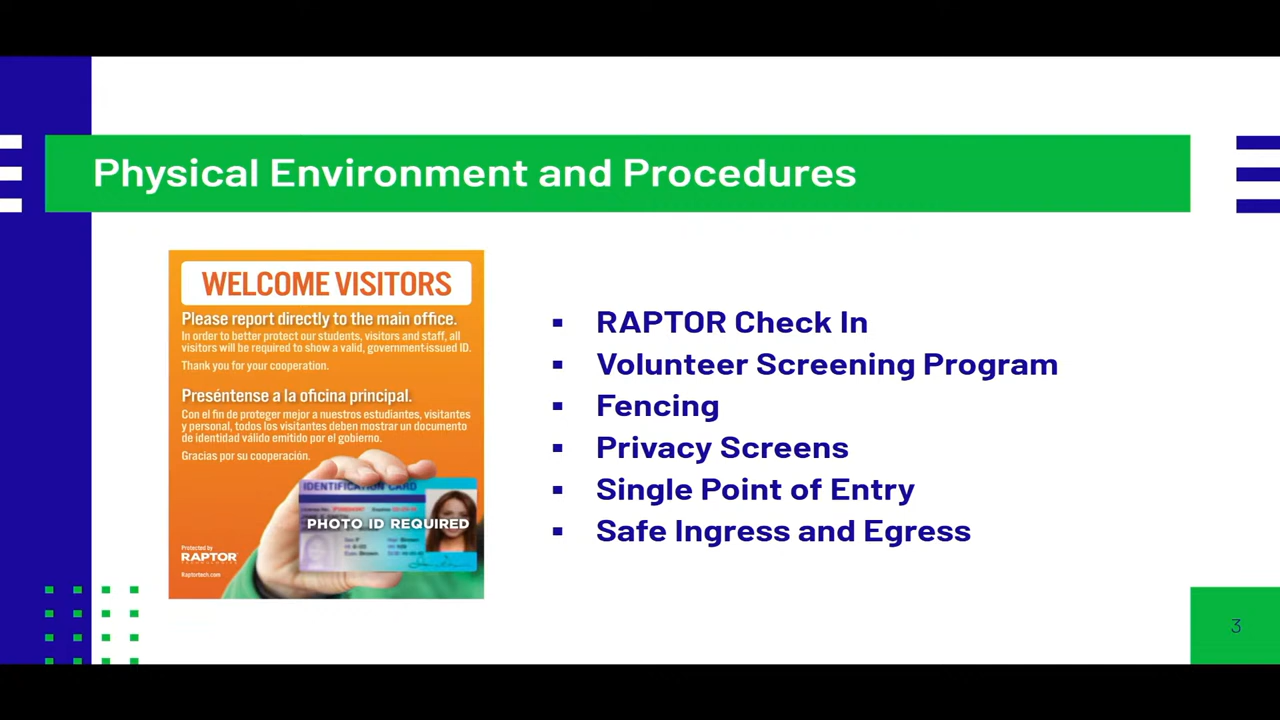 Physical Environment and Procedures
WELCOME VISITORS
Please report directly to the main office.
In order to better protect our students, visitors and staff, all
visitors will be required to show a valid, government-issued ID.
Thank you for your cooperation.
Preséntense a la oficina principal.
Con el fin de proteger mejor a nuestros estudiantes, visitantes
y personal, todos los visitantes deben mostrar un documento
de identidad válido emitido por el gobierno.
Gracias por su cooperación.
IDENTIFICATION CARD
PHOTO ID REQUIRED
Protected by
RAPTOR
Raptortech.com
▪ RAPTOR Check In
▪ Volunteer Screening Program
▪ Fencing
▪ Privacy Screens
▪ Single Point of Entry
▪ Safe Ingress and Egress
3